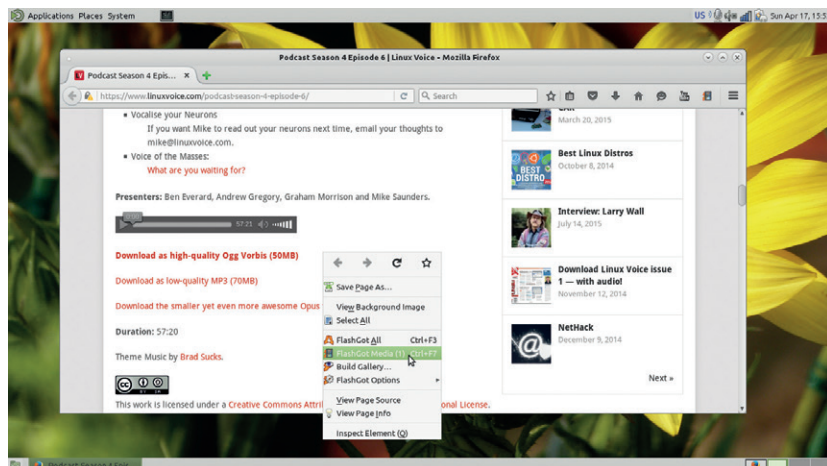 Applications Places System
US
Sun Apr 17, 15:5
Podcast Season 4 Episode 6 | Linux Voice - Mozilla Firefox
Podcast Season 4 Epis...
https://www.linuxvoice.com/podcast-season-4-episode-6/
Search
Vocalise your Neurons
If you want Mike to read out your neurons next time, email your thoughts to
mike@linuxvoice.com.
Voice of the Masses:
What are you waiting for?
Presenters: Ben Everard, Andrew Gregory, Graham Morrison and Mike Saunders.
57:21
Download as high-quality Ogg Vorbis (50MB)
Download as low-quality MP3 (70MB)
Download the smaller yet even more awesome Opus
Duration: 57:20
Theme Music by Brad Sucks.
cc
This work is licensed under a Creative Commons Attri
onal License.
Save Page As...
View Background Image
Select All
FlashGot All Ctrl+F3
FlashGot Media (1) Ctrl+F7
Build Gallery...
FlashGot Options
View Page Source
View Page Info
Inspect Element (Q)
March 20, 2015
BEST
DISTRO
Best Linux Distros
October 8, 2014
Interview: Larry Wall
July 14, 2015
Download Linux Voice issue
1 — with audio!
November 12, 2014
@
NetHack
December 9, 2014
Next »